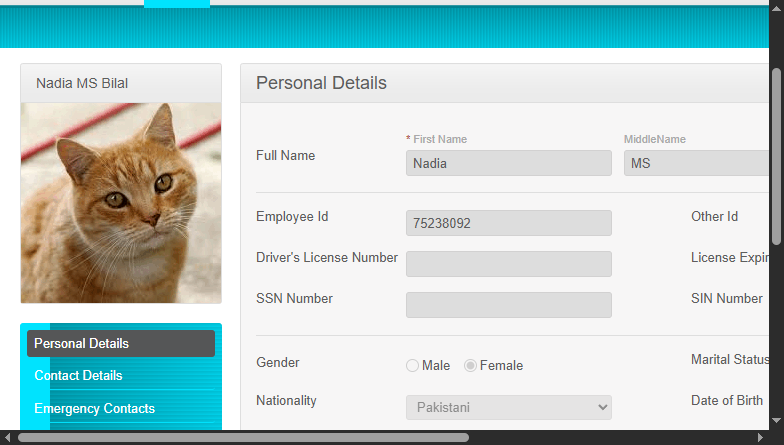 Nadia MS Bilal
Personal Details
Personal Details
Contact Details
Emergency Contacts
* First Name
MiddleName
Full Name
Nadia
MS
Employee Id
75238092
Other Id
Driver's License Number
License Expir
SSN Number
SIN Number
Gender
Male
Female
Marital Status
Nationality
Pakistani
Date of Birth